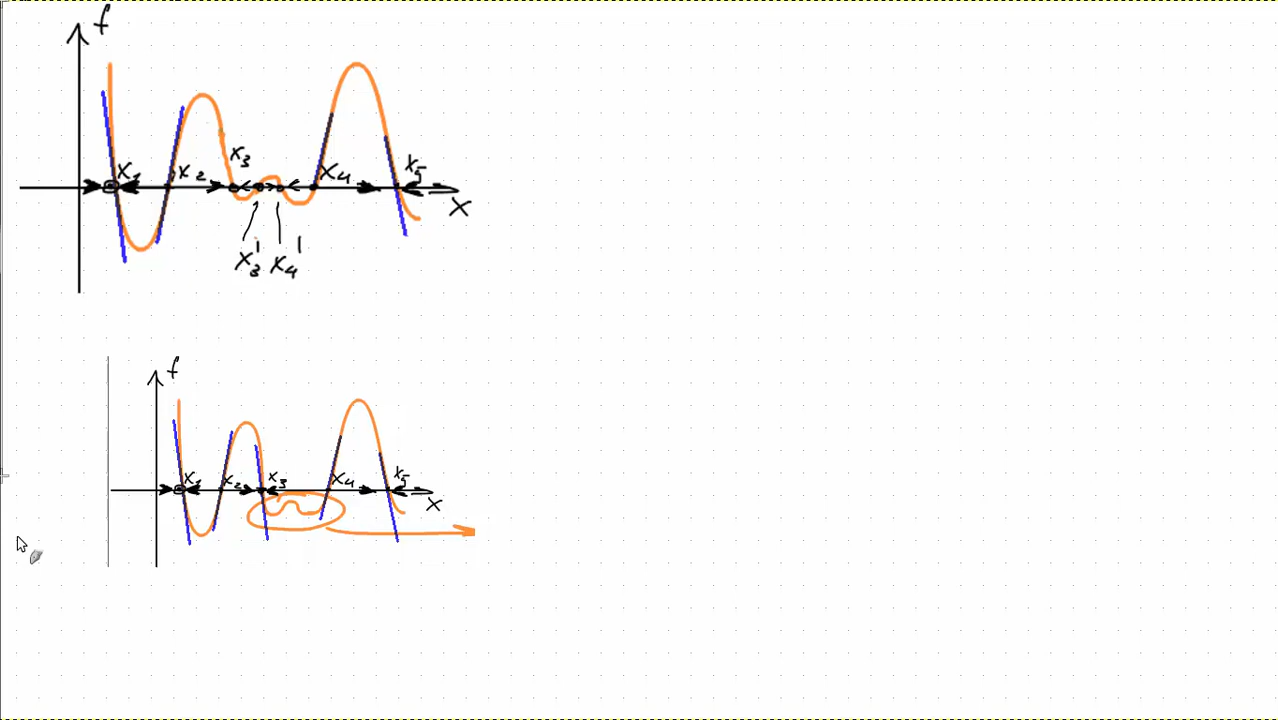 f
x₁ x₂ x₃ x₄ x₅
x
x₃' x₄'
f
x₁ x₂ x₃ x₄ x₅
x